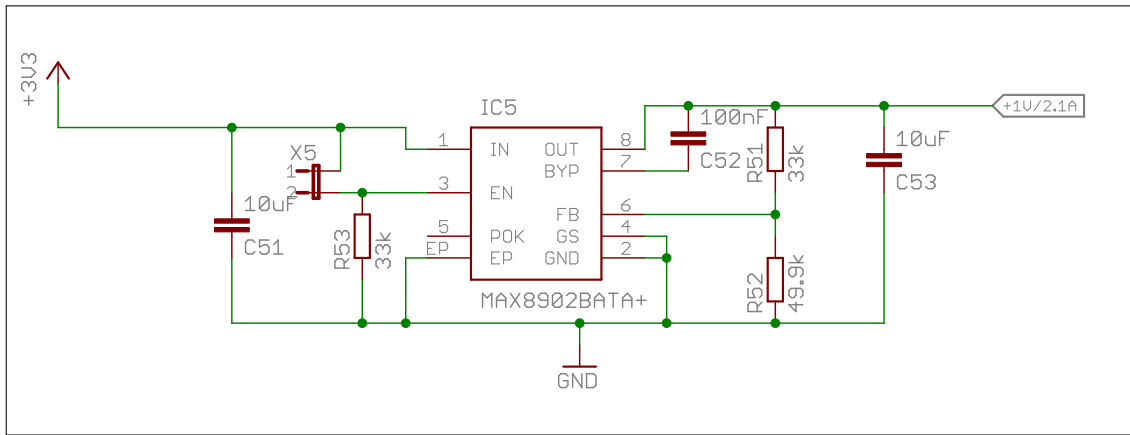 +3V3
IC5
+1V/2.1A
100nF
1
IN
OUT
8
X5
1
2
BYP
7
C52
R51
33k
10uF
C53
3
EN
10uF
C51
R53
33k
5
POK
FB
6
GS
4
EP
EP
GND
2
R52
49.9k
MAX8902BATA+
GND